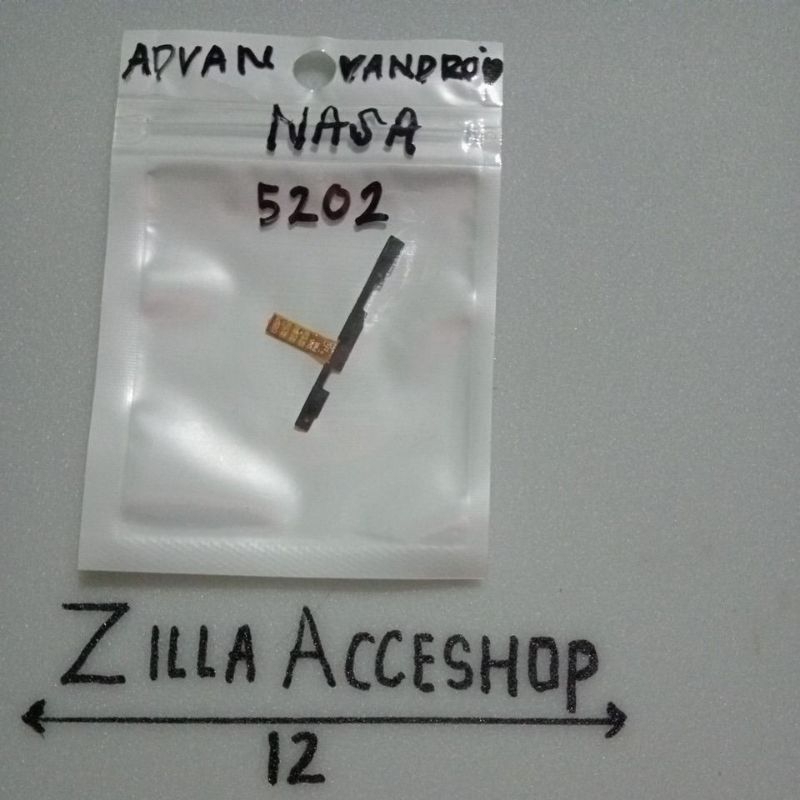 ADVAN VANDROID
NASA
5202
ZILLA ACCESHOP
12